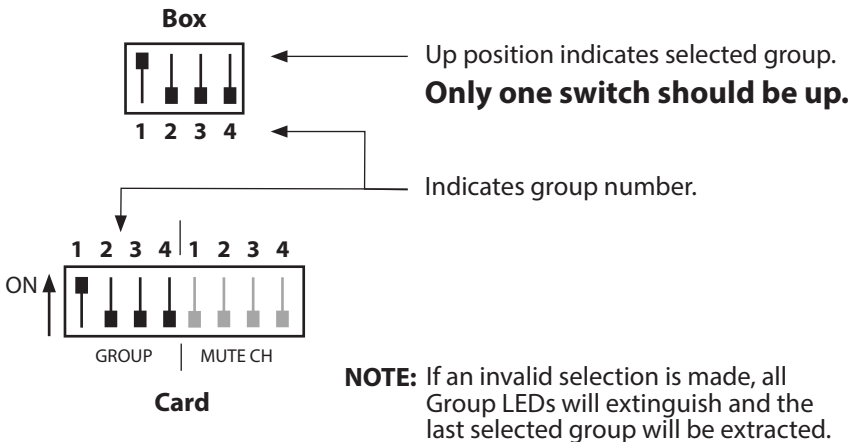 Box
Up position indicates selected group.
Only one switch should be up.
1 2 3 4
Indicates group number.
1 2 3 4 1 2 3 4
ON
GROUP MUTE CH
Card
NOTE: If an invalid selection is made, all
Group LEDs will extinguish and the
last selected group will be extracted.